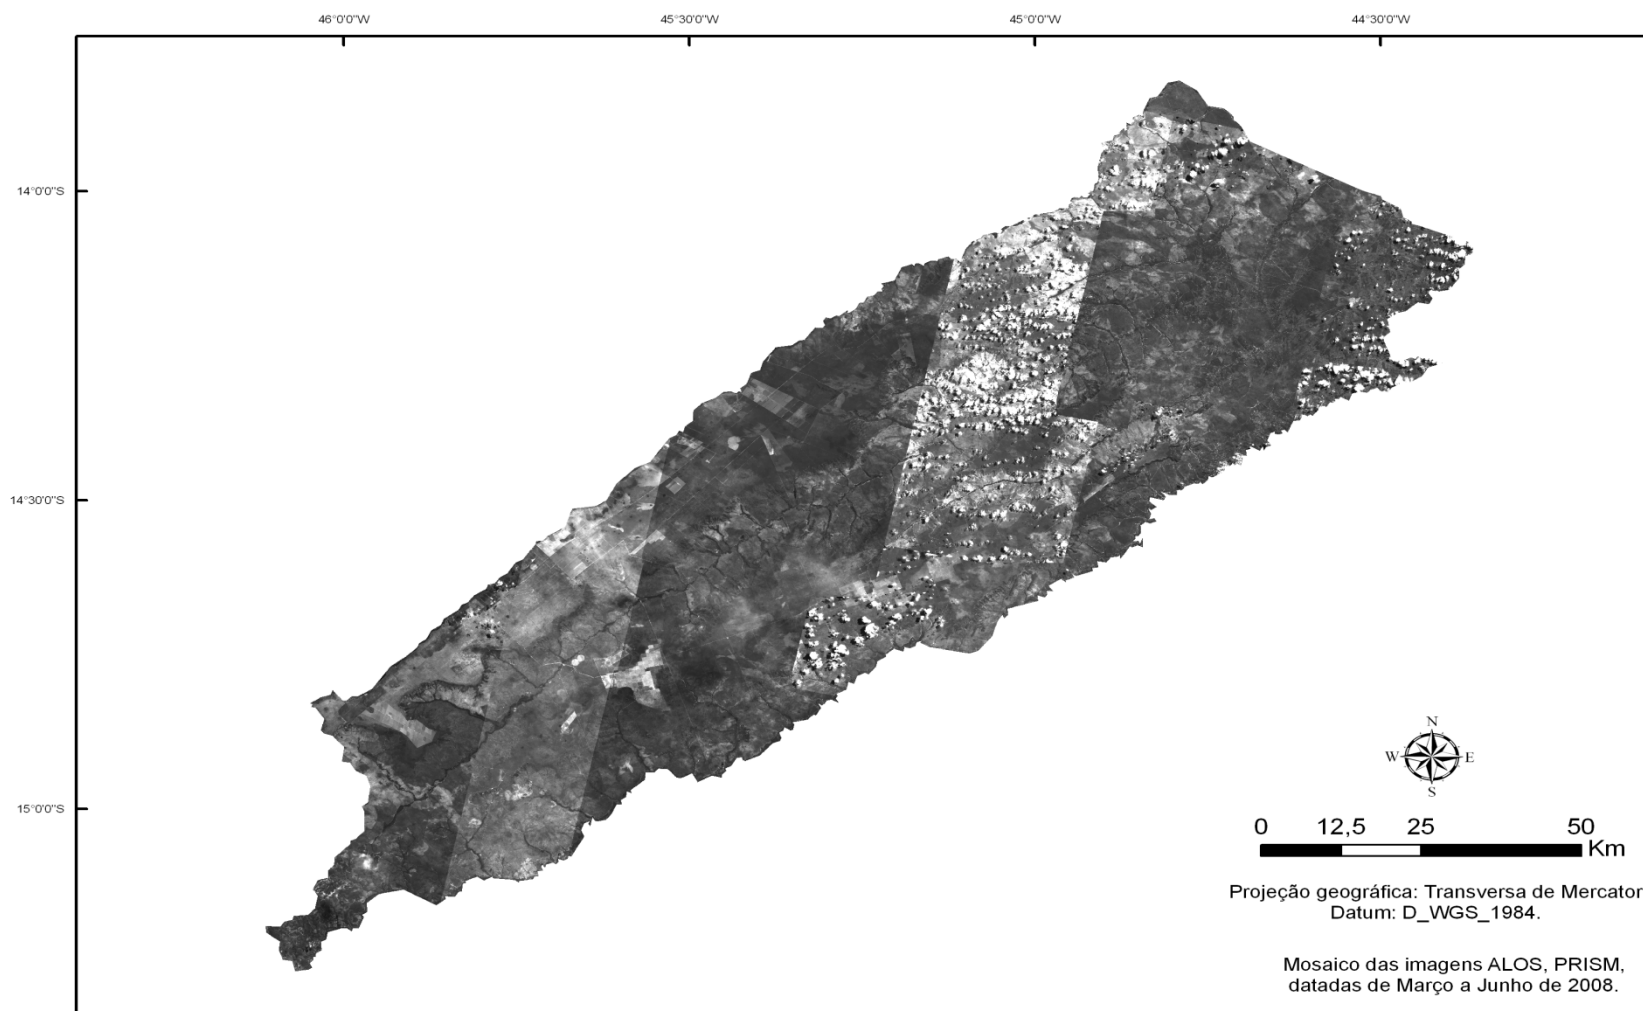 46°0'0"W 45°30'0"W 45°0'0"W 44°30'0"W
14°0'0"S
14°30'0"S
15°0'0"S
N
W E
S
0 12,5 25 50
Km
Projeção geográfica: Transversa de Mercator
Datum: D_WGS_1984.
Mosaico das imagens ALOS, PRISM,
datadas de Março a Junho de 2008.